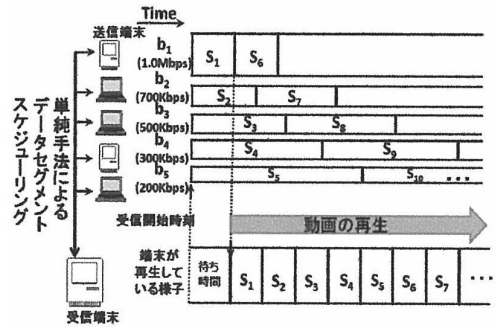 Time
送信端末
b1
(1.0Mbps)
S1
S6
b2
(700Kbps)
S2
S7
b3
(500Kbps)
S3
S8
b4
(300Kbps)
S4
S9
b5
(200Kbps)
S5
S10
・・・
単純手法による
データセグメント
スケジューリング
受信開始時刻
動画の再生
端末が
再生して
いる様子
待ち
時間
S1
S2
S3
S4
S5
S6
S7
・・・
受信端末